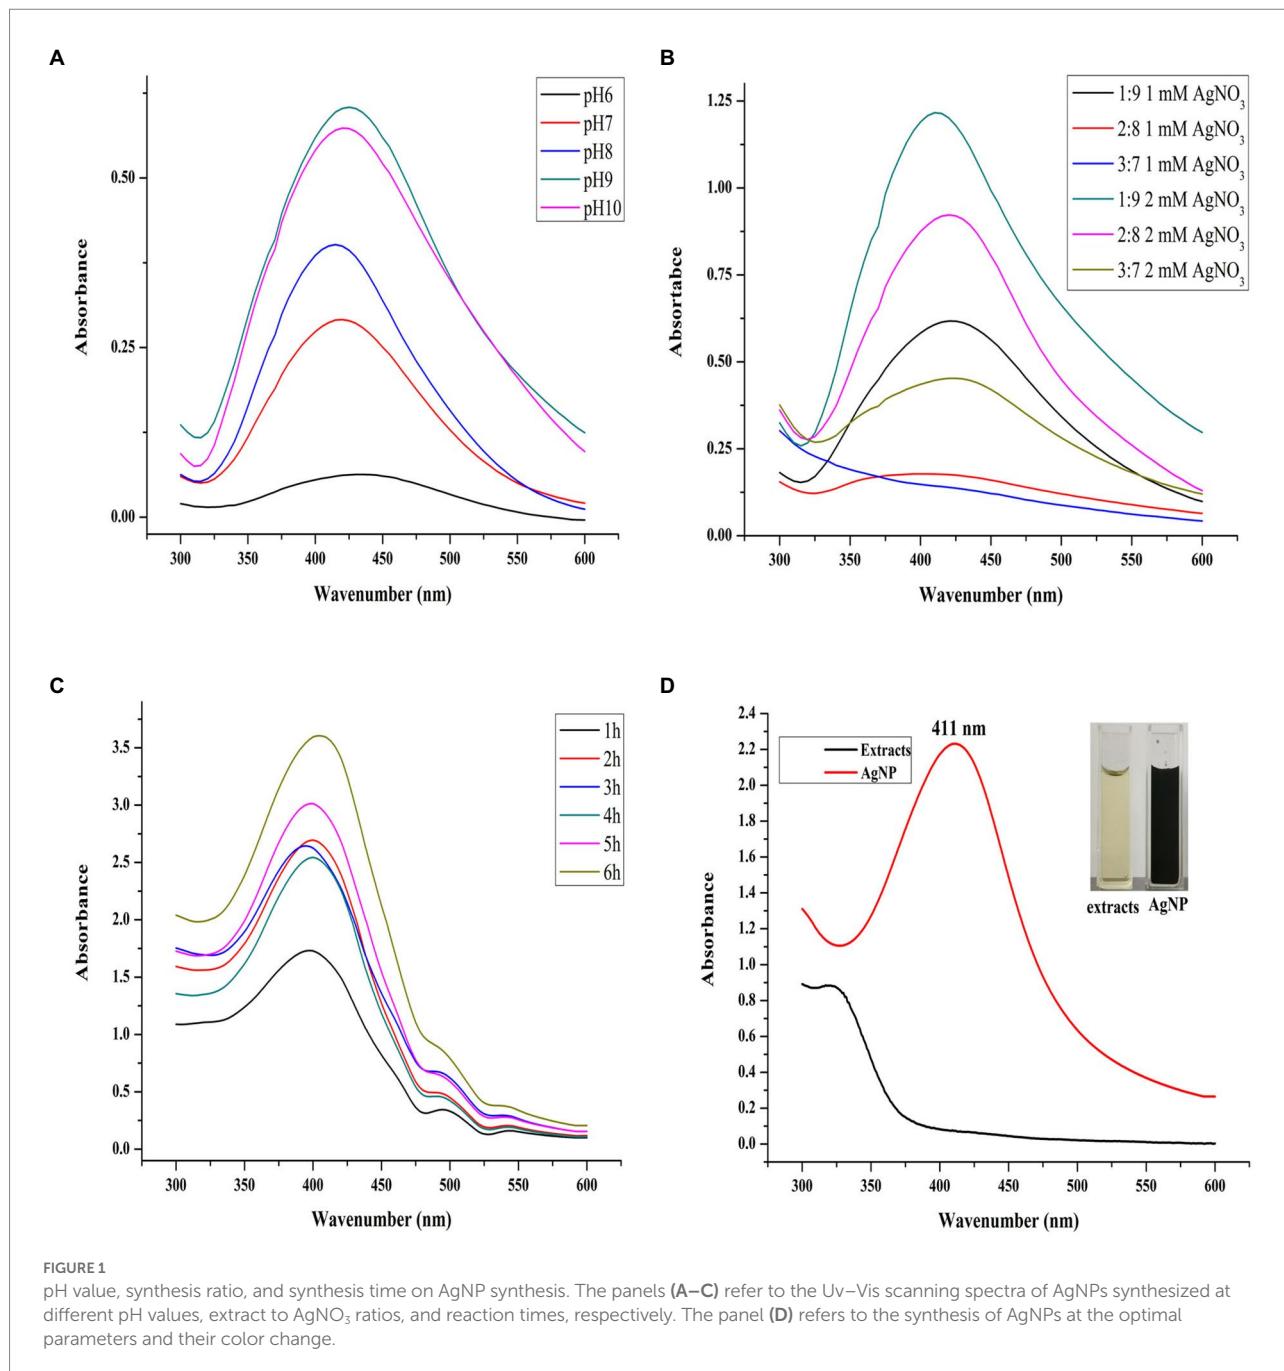 A
0.50
0.25
0.00
Absorbance
300 350 400 450 500 550 600
Wavenumber (nm)
pH6
pH7
pH8
pH9
pH10
B
1.25
1.00
0.75
0.50
0.25
0.00
Absortabce
300 350 400 450 500 550 600
Wavenumber (nm)
1:9 1 mM AgNO₃
2:8 1 mM AgNO₃
3:7 1 mM AgNO₃
1:9 2 mM AgNO₃
2:8 2 mM AgNO₃
3:7 2 mM AgNO₃
C
3.5
3.0
2.5
2.0
1.5
1.0
0.5
0.0
Absorbance
300 350 400 450 500 550 600
Wavenumber (nm)
1h
2h
3h
4h
5h
6h
D
2.4
2.2
2.0
1.8
1.6
1.4
1.2
1.0
0.8
0.6
0.4
0.2
0.0
Absorbance
300 350 400 450 500 550 600
Wavenumber (nm)
Extracts
AgNP
411 nm
extracts AgNP
FIGURE 1
pH value, synthesis ratio, and synthesis time on AgNP synthesis. The panels (A–C) refer to the Uv–Vis scanning spectra of AgNPs synthesized at
different pH values, extract to AgNO₃ ratios, and reaction times, respectively. The panel (D) refers to the synthesis of AgNPs at the optimal
parameters and their color change.